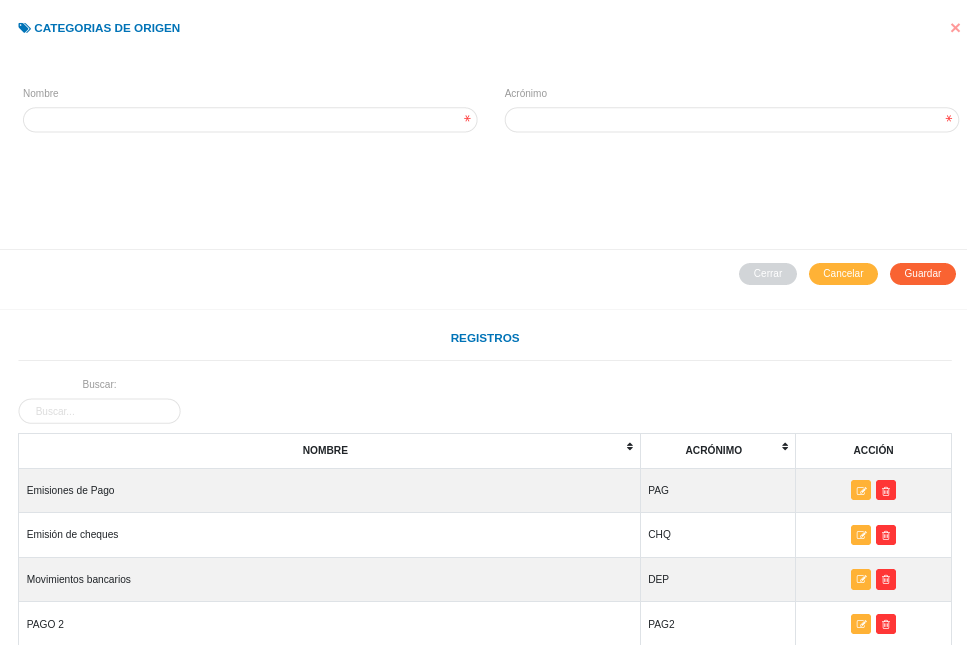 CATEGORIAS DE ORIGEN
Nombre
Acrónimo
*
*
Cerrar
Cancelar
Guardar
REGISTROS
Buscar:
Buscar...
NOMBRE ACRÓNIMO ACCIÓN
Emisiones de Pago PAG
Emisión de cheques CHQ
Movimientos bancarios DEP
PAGO 2 PAG2